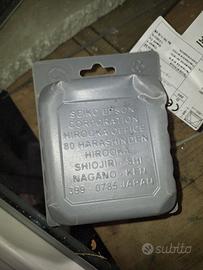 SEIKO EPSON
CORPORATION
HIROOKA OFFICE
80 HARASHINDEN
HIROOKA
SHIOJIRI-SHI
NAGANO-KEN
399-0785 JAPAN
subito